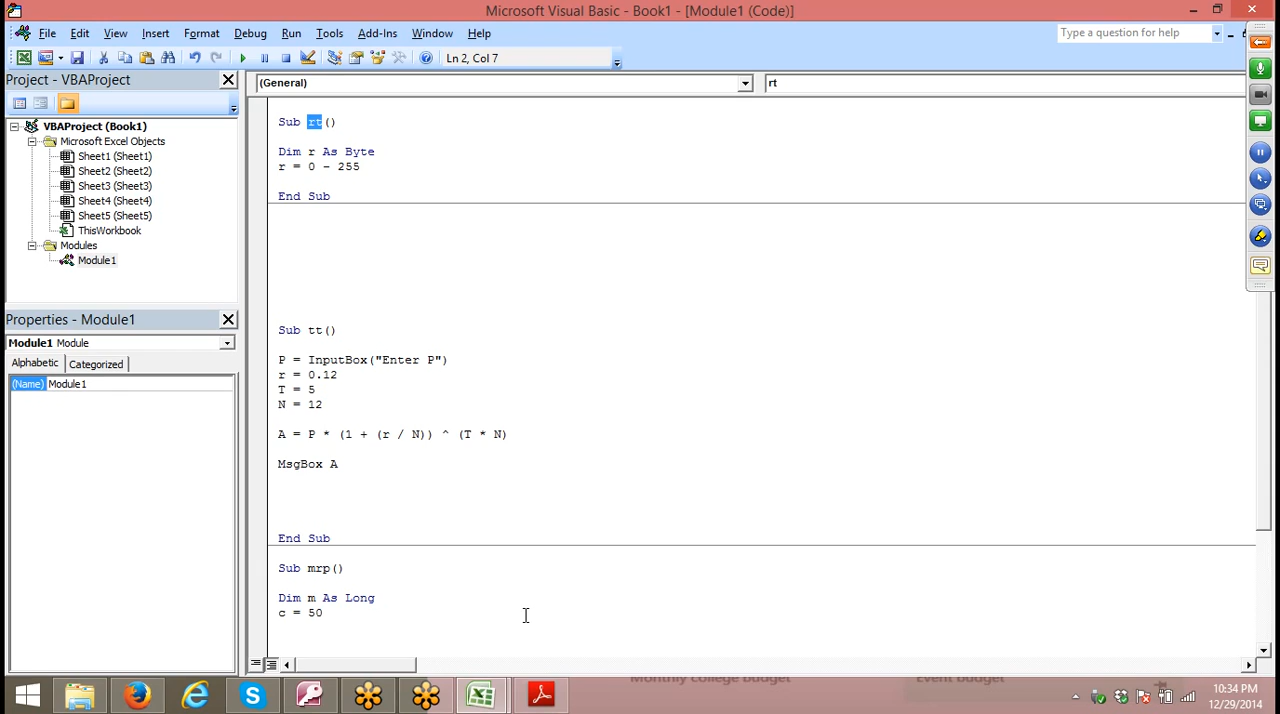 Microsoft Visual Basic - Book1 - [Module1 (Code)]
File Edit View Insert Format Debug Run Tools Add-Ins Window Help
Type a question for help
Ln 2, Col 7
Project - VBAProject
(General)
rt
VBAProject (Book1)
Microsoft Excel Objects
Sheet1 (Sheet1)
Sheet2 (Sheet2)
Sheet3 (Sheet3)
Sheet4 (Sheet4)
Sheet5 (Sheet5)
ThisWorkbook
Modules
Module1
Properties - Module1
Module1 Module
Alphabetic Categorized
(Name) Module1
Sub rt()
Dim r As Byte
r = 0 - 255
End Sub
Sub tt()
P = InputBox("Enter P")
r = 0.12
T = 5
N = 12
A = P * (1 + (r / N)) ^ (T * N)
MsgBox A
End Sub
Sub mrp()
Dim m As Long
c = 50
Monthly college budget
Event budget
10:34 PM
12/29/2014